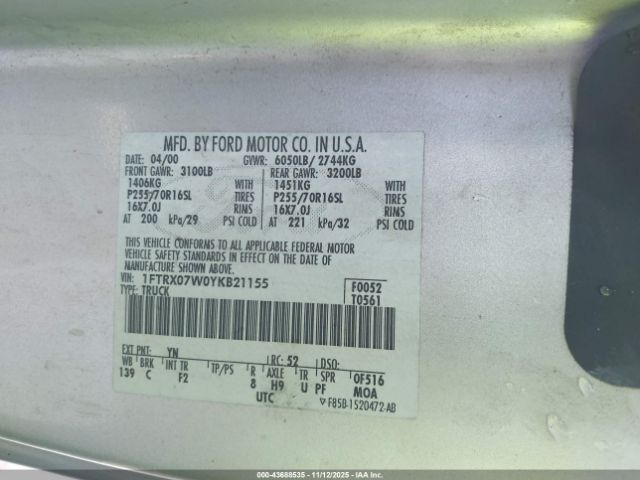 MFD. BY FORD MOTOR CO. IN U.S.A.
DATE: 04/00 GVWR: 6050LB/ 2744KG
FRONT GAWR: 3100LB REAR GAWR: 3200LB
1406KG WITH 1451KG WITH
P255/70R16SL TIRES P255/70R16SL TIRES
16X7.0J RIMS 16X7.0J RIMS
AT 200 kPa/29 PSI COLD AT 221 kPa/32 PSI COLD
THIS VEHICLE CONFORMS TO ALL APPLICABLE FEDERAL MOTOR
VEHICLE SAFETY STANDARDS IN EFFECT ON THE DATE OF
MANUFACTURE SHOWN ABOVE.
VIN: 1FTRX07W0YKB21155 F0052
TYPE: TRUCK T0561
EXT PNT: YN RC: 52 DSO:
WB BRK INT TR TP/PS R AXLE TR SPR 0F516
139 C F2 8 H9 U PF MOA
UTC ▽F85B-1520472-AB
000-43688535 - 11/12/2025 - IAAI.COM